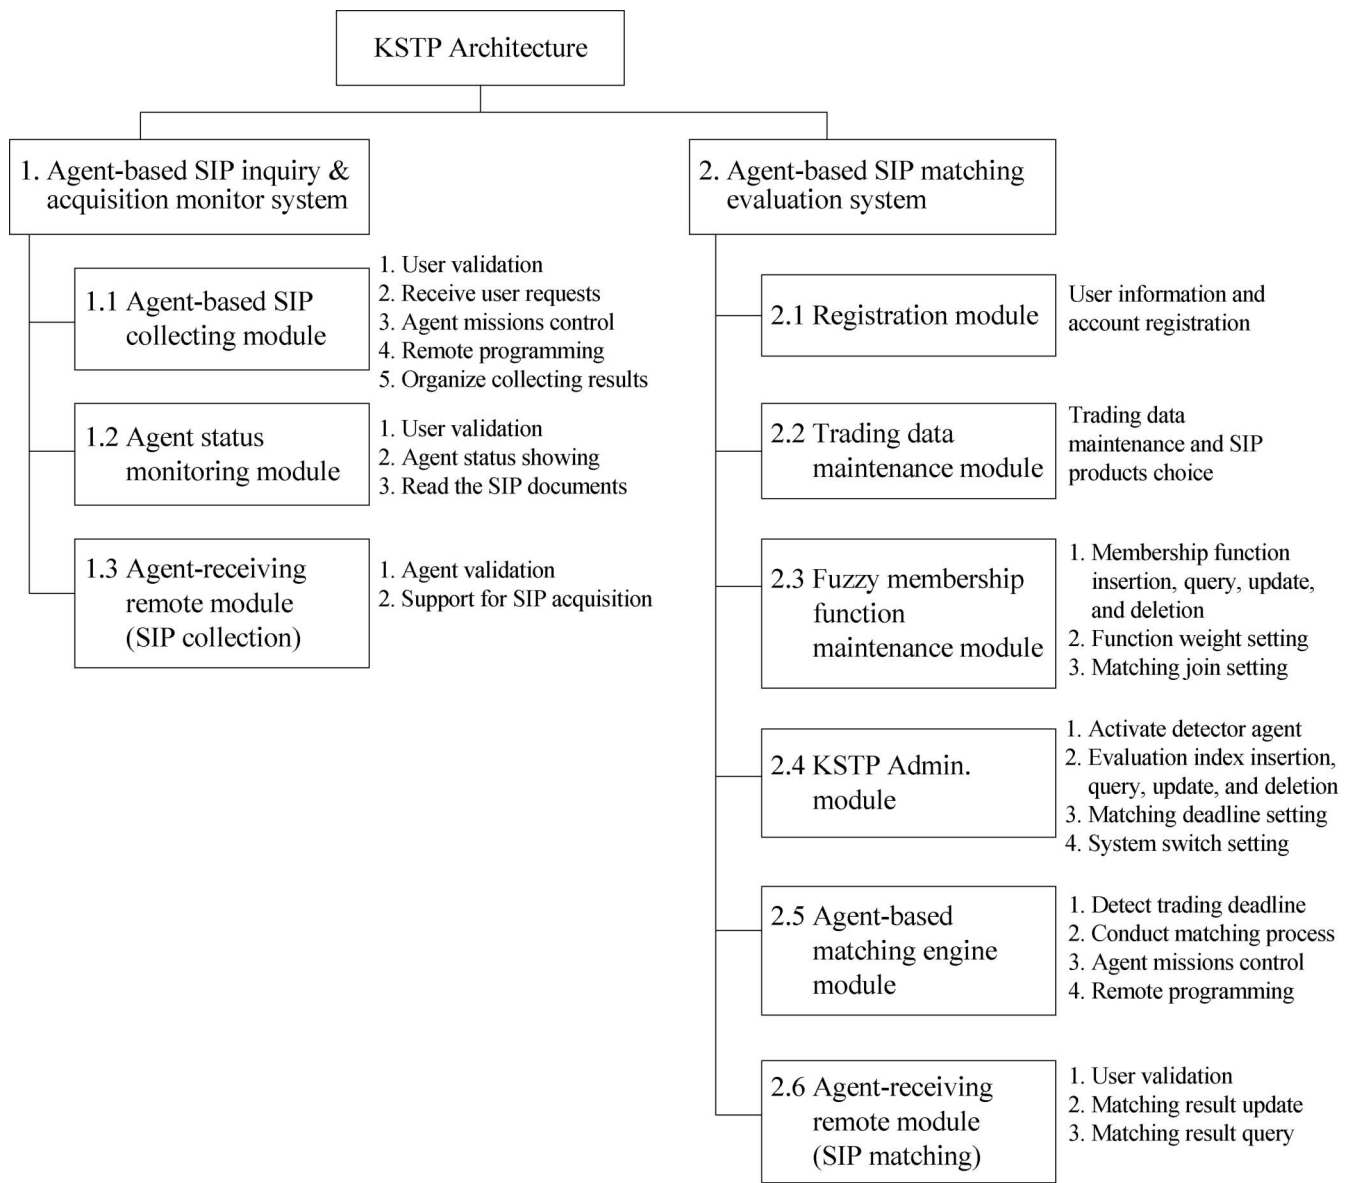 KSTP Architecture
1. Agent-based SIP inquiry &
acquisition monitor system
1.1 Agent-based SIP
collecting module
1. User validation
2. Receive user requests
3. Agent missions control
4. Remote programming
5. Organize collecting results
1.2 Agent status
monitoring module
1. User validation
2. Agent status showing
3. Read the SIP documents
1.3 Agent-receiving
remote module
(SIP collection)
1. Agent validation
2. Support for SIP acquisition
2. Agent-based SIP matching
evaluation system
2.1 Registration module
User information and
account registration
2.2 Trading data
maintenance module
Trading data
maintenance and SIP
products choice
2.3 Fuzzy membership
function
maintenance module
1. Membership function
insertion, query, update,
and deletion
2. Function weight setting
3. Matching join setting
2.4 KSTP Admin.
module
1. Activate detector agent
2. Evaluation index insertion,
query, update, and deletion
3. Matching deadline setting
4. System switch setting
2.5 Agent-based
matching engine
module
1. Detect trading deadline
2. Conduct matching process
3. Agent missions control
4. Remote programming
2.6 Agent-receiving
remote module
(SIP matching)
1. User validation
2. Matching result update
3. Matching result query